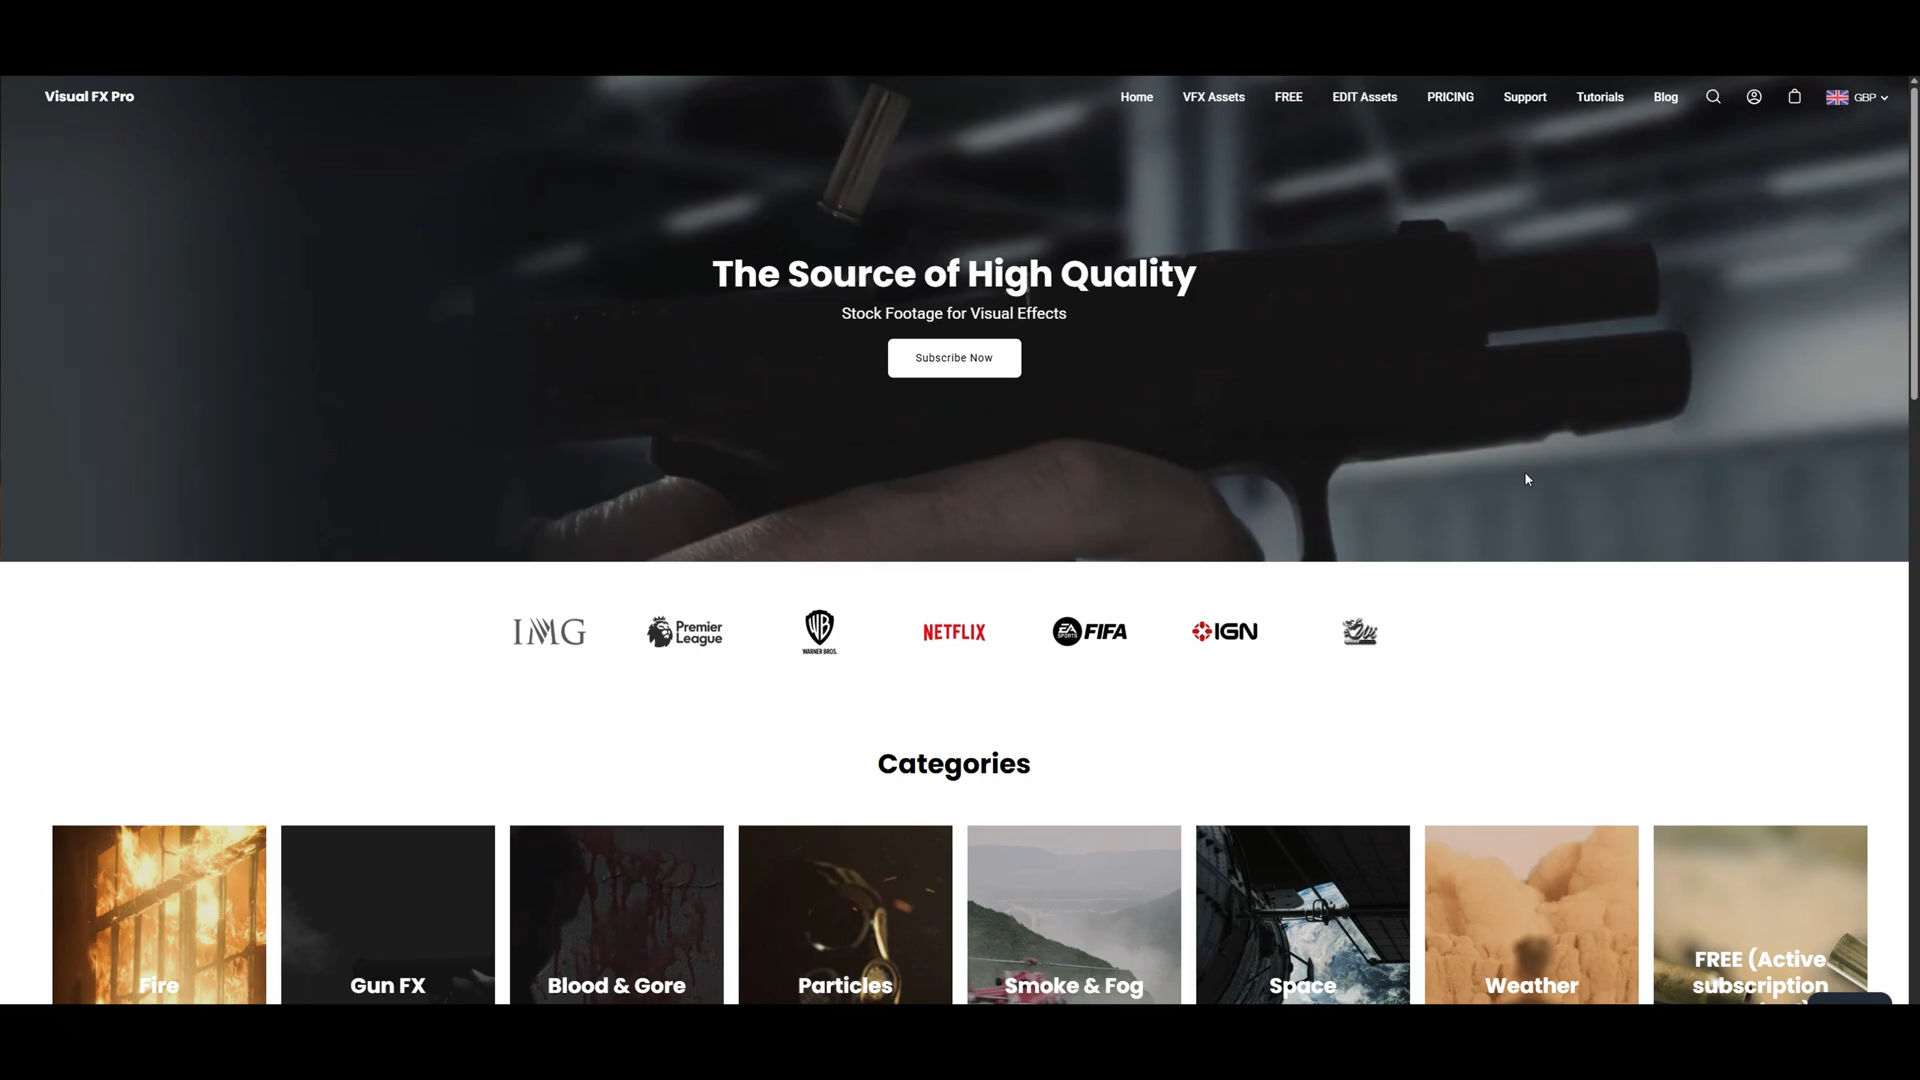 Visual FX Pro
Home VFX Assets FREE EDIT Assets PRICING Support Tutorials Blog GBP
The Source of High Quality
Stock Footage for Visual Effects
Subscribe Now
IMG Premier League WB WARNER BROS. NETFLIX EA SPORTS FIFA IGN
Categories
Fire
Gun FX
Blood & Gore
Particles
Smoke & Fog
Space
Weather
FREE (Active
subscription